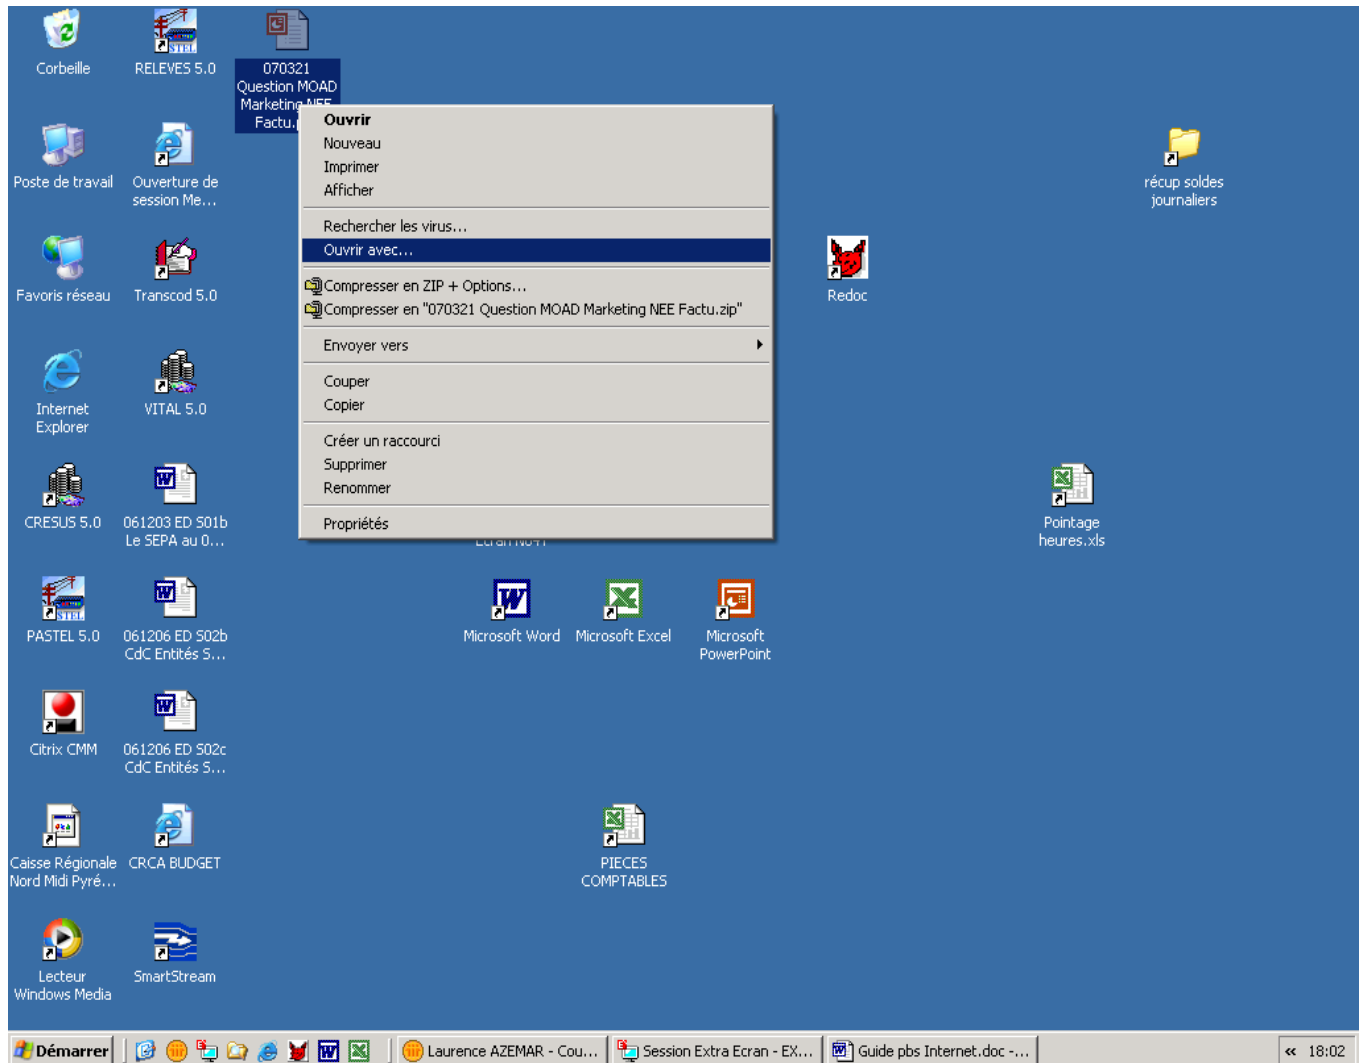 Corbeille
RELEVES 5.0
070321
Question MOAD
Marketing NEE
Factu.
Poste de travail
Ouverture de
session Me...
récup soldes
journaliers
Favoris réseau
Transcod 5.0
Redoc
Internet
Explorer
VITAL 5.0
CRESUS 5.0
061203 ED S01b
Le SEPA au 0...
Pointage
heures.xls
PASTEL 5.0
061206 ED S02b
CdC Entités S...
Microsoft Word
Microsoft Excel
Microsoft
PowerPoint
Citrix CMM
061206 ED S02c
CdC Entités S...
Caisse Régionale
Nord Midi Pyré...
CRCA BUDGET
PIECES
COMPTABLES
Lecteur
Windows Media
SmartStream
Ouvrir
Nouveau
Imprimer
Afficher
Rechercher les virus...
Ouvrir avec...
Compresser en ZIP + Options...
Compresser en "070321 Question MOAD Marketing NEE Factu.zip"
Envoyer vers
Couper
Copier
Créer un raccourci
Supprimer
Renommer
Propriétés
Démarrer
Laurence AZEMAR - Cou...
Session Extra Ecran - EX...
Guide pbs Internet.doc -...
« 18:02